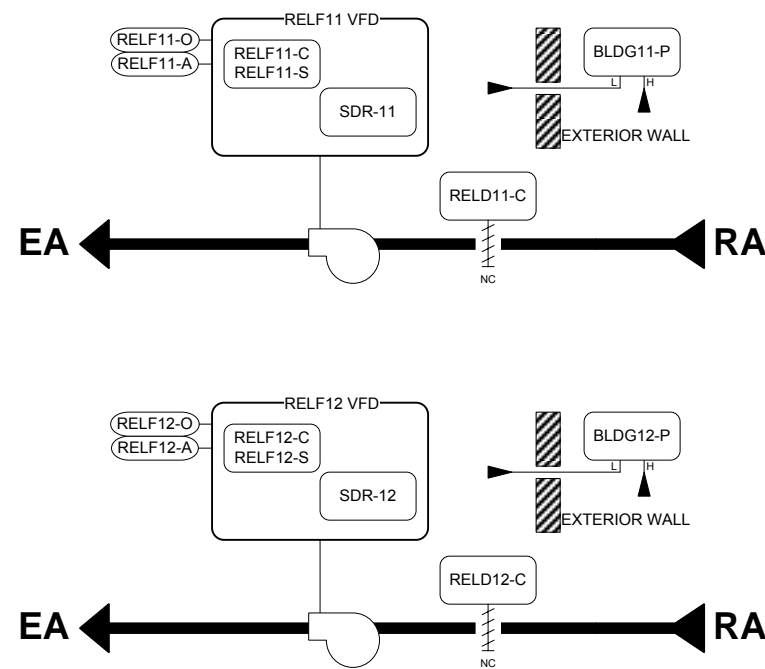 RELF11 VFD
RELF11-O
RELF11-A
RELF11-C
RELF11-S
SDR-11
BLDG11-P
L H
EXTERIOR WALL
RELD11-C
EA RA
NC
RELF12 VFD
RELF12-O
RELF12-A
RELF12-C
RELF12-S
SDR-12
BLDG12-P
L H
EXTERIOR WALL
RELD12-C
EA RA
NC